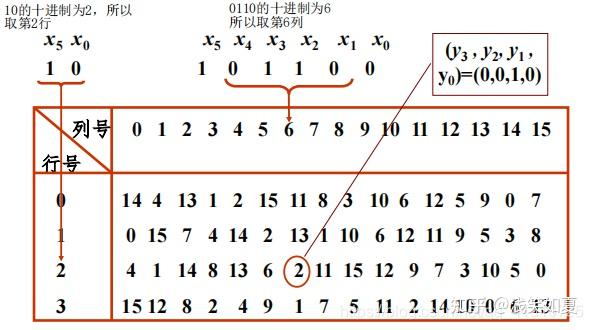 10的十进制为2，所以
取第2行
0110的十进制为6
所以取第6列
x5 x0
1 0
x5 x4 x3 x2 x1 x0
1 0 1 1 0 0
(y3 , y2, y1 ,
y0)=(0,0,1,0)
列号 0 1 2 3 4 5 6 7 8 9 10 11 12 13 14 15
行号
0 14 4 13 1 2 15 11 8 3 10 6 12 5 9 0 7
1 0 15 7 4 14 2 13 1 10 6 12 11 9 5 3 8
2 4 1 14 8 13 6 2 11 15 12 9 7 3 10 5 0
3 15 12 8 2 4 9 1 7 5 11 2 14 10 0 6 13
知乎